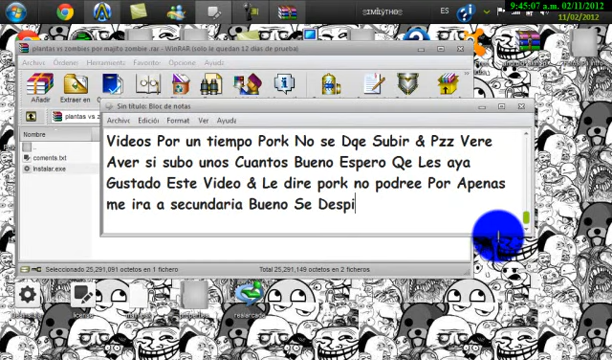 9:45:07 a.m. 02/11/2012
ES
02/11/2012
plantas vs zombies por majito zombie.rar - WinRAR (solo le quedan 12 días de prueba)
Archivo Órdenes Herramientas Favoritos Opciones Ayuda
Añadir Extraer en
plantas vs z
Nombre
coments.txt
Instalar.exe
Sin título: Bloc de notas
Archivo Edición Formato Ver Ayuda
Videos Por un tiempo Pork No se Dqe Subir & Pzz Vere
Aver si subo unos Cuantos Bueno Espero Qe Les aya
Gustado Este Video & Le dire pork no podree Por Apenas
me ira a secundaria Bueno Se Despi
Seleccionado 25,291,091 octetos en 1 fichero
Total 25,291,149 octetos en 2 ficheros